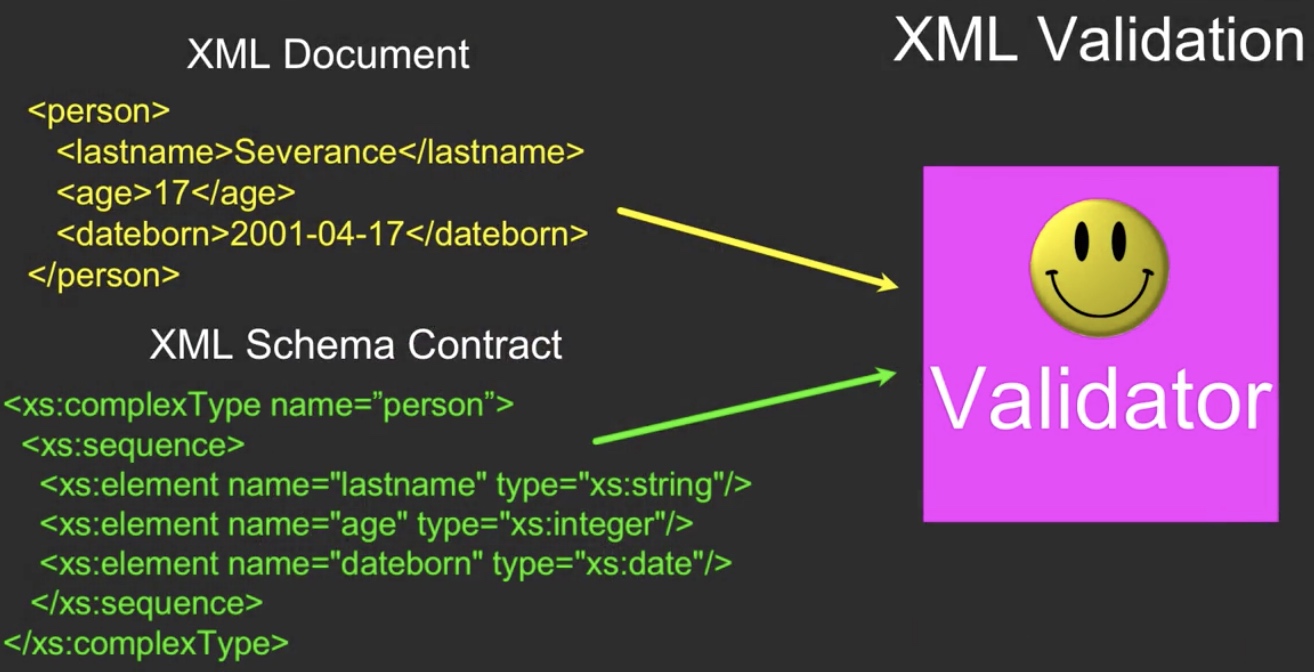 XML Validation
XML Document
<person>
<lastname>Severance</lastname>
<age>17</age>
<dateborn>2001-04-17</dateborn>
</person>
XML Schema Contract
<xs:complexType name=”person”>
<xs:sequence>
<xs:element name="lastname" type="xs:string"/>
<xs:element name="age" type="xs:integer"/>
<xs:element name="dateborn" type="xs:date"/>
</xs:sequence>
</xs:complexType>
Validator